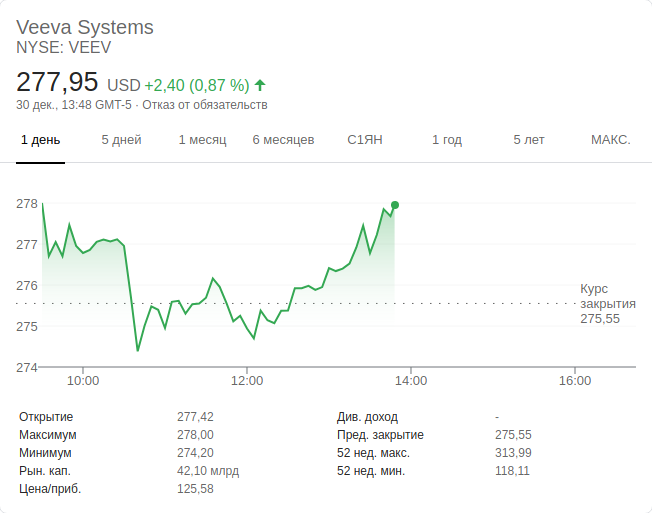 Veeva Systems
NYSE: VEEV
277,95 USD +2,40 (0,87 %)
30 дек., 13:48 GMT-5 · Отказ от обязательств
1 день 5 дней 1 месяц 6 месяцев С1ЯН 1 год 5 лет МАКС.
278
277
276
275
274
Курс
закрытия
275,55
10:00 12:00 14:00 16:00
Открытие 277,42
Максимум 278,00
Минимум 274,20
Рын. кап. 42,10 млрд
Цена/приб. 125,58
Див. доход -
Пред. закрытие 275,55
52 нед. макс. 313,99
52 нед. мин. 118,11